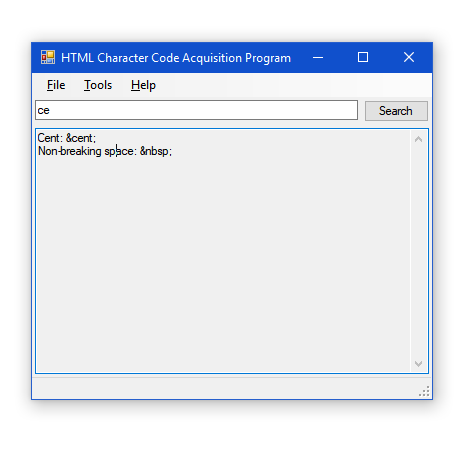 HTML Character Code Acquisition Program
File Tools Help
ce
Search
Cent: &cent;
Non-breaking space: &nbsp;